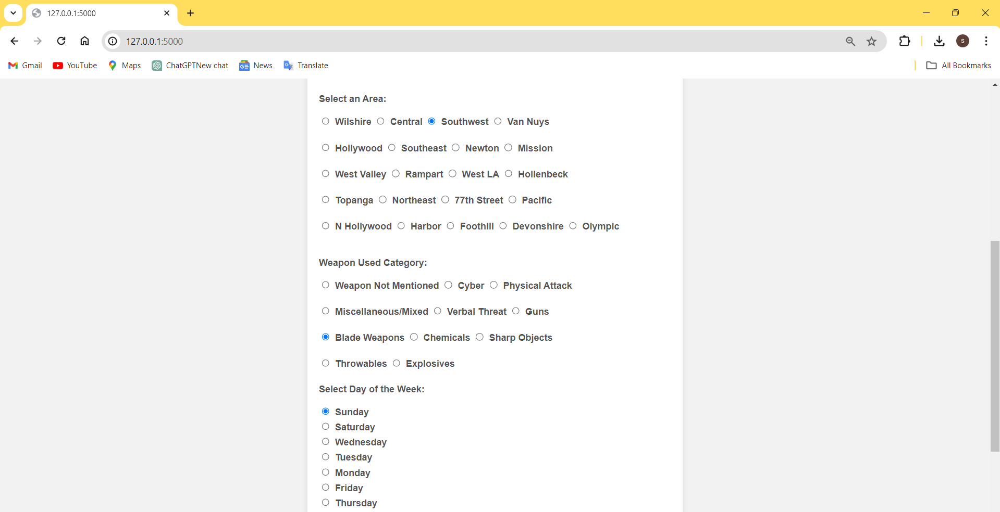 127.0.0.1:5000
127.0.0.1:5000
S
Gmail YouTube Maps ChatGPTNew chat News Translate All Bookmarks
Select an Area:
Wilshire Central Southwest Van Nuys
Hollywood Southeast Newton Mission
West Valley Rampart West LA Hollenbeck
Topanga Northeast 77th Street Pacific
N Hollywood Harbor Foothill Devonshire Olympic
Weapon Used Category:
Weapon Not Mentioned Cyber Physical Attack
Miscellaneous/Mixed Verbal Threat Guns
Blade Weapons Chemicals Sharp Objects
Throwables Explosives
Select Day of the Week:
Sunday
Saturday
Wednesday
Tuesday
Monday
Friday
Thursday